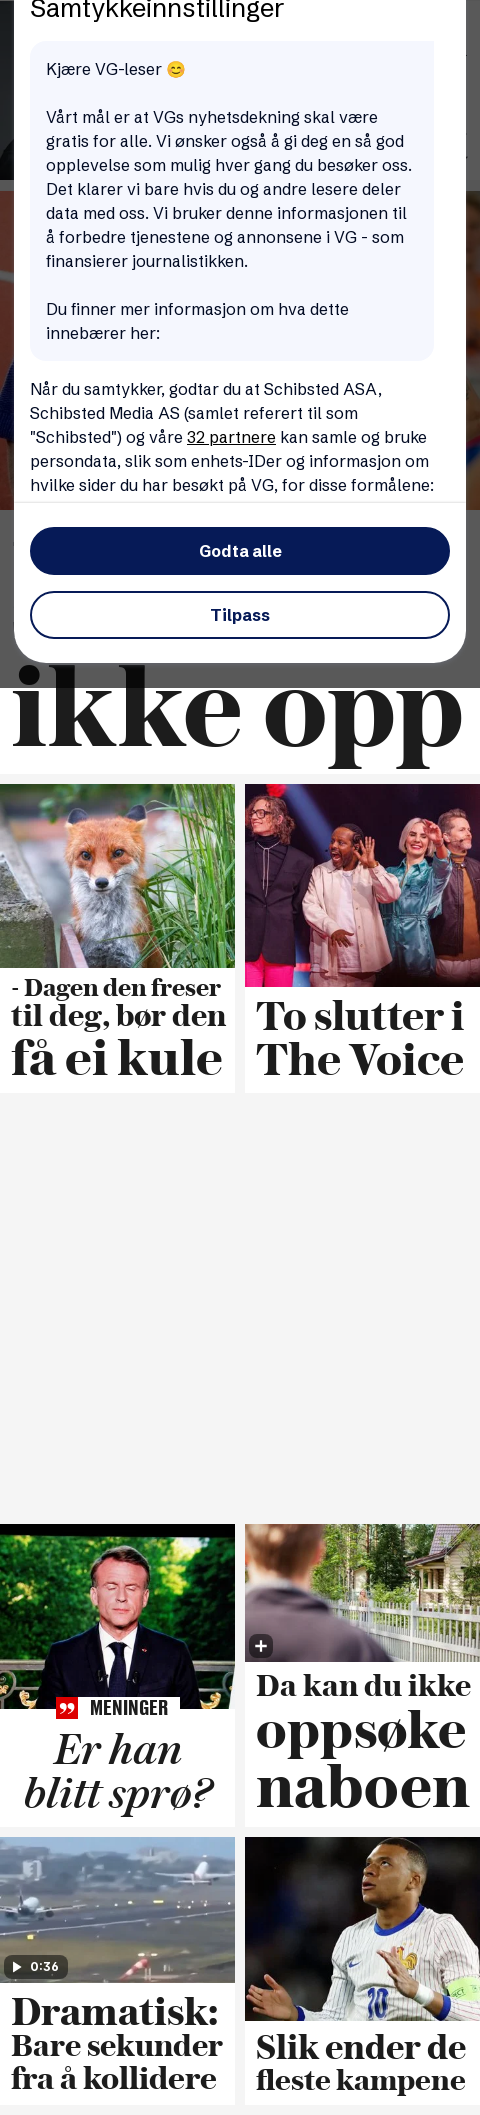 Samtykkeinnstillinger
Kjære VG-leser 😊
Vårt mål er at VGs nyhetsdekning skal være
gratis for alle. Vi ønsker også å gi deg en så god
opplevelse som mulig hver gang du besøker oss.
Det klarer vi bare hvis du og andre lesere deler
data med oss. Vi bruker denne informasjonen til
å forbedre tjenestene og annonsene i VG - som
finansierer journalistikken.
Du finner mer informasjon om hva dette
innebærer her:
Når du samtykker, godtar du at Schibsted ASA,
Schibsted Media AS (samlet referert til som
"Schibsted") og våre 32 partnere kan samle og bruke
persondata, slik som enhets-IDer og informasjon om
hvilke sider du har besøkt på VG, for disse formålene:
Godta alle
Tilpass
ikke opp
- Dagen den freser
til deg, bør den
få ei kule
To slutter i
The Voice
MENINGER
Er han
blitt sprø?
Da kan du ikke
oppsøke
naboen
0:36
Dramatisk:
Bare sekunder
fra å kollidere
10
Slik ender de
fleste kampene